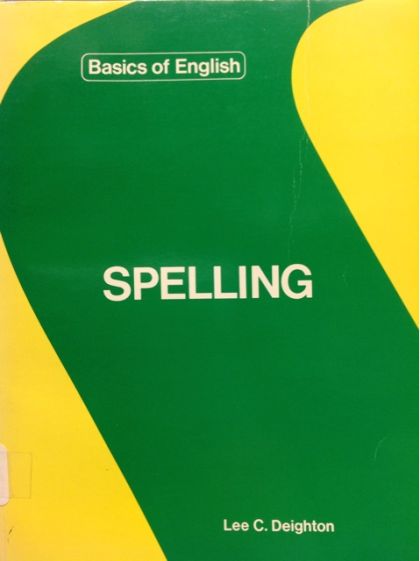 Basics of English
SPELLING
Lee C. Deighton